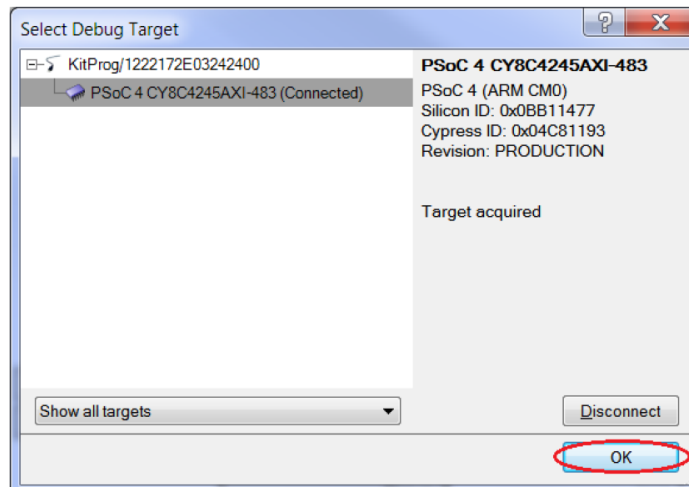 Select Debug Target
KitProg/1222172E03242400
PSoC 4 CY8C4245AXI-483 (Connected)
PSoC 4 CY8C4245AXI-483
PSoC 4 (ARM CM0)
Silicon ID: 0x0BB11477
Cypress ID: 0x04C81193
Revision: PRODUCTION
Target acquired
Show all targets
Disconnect
OK